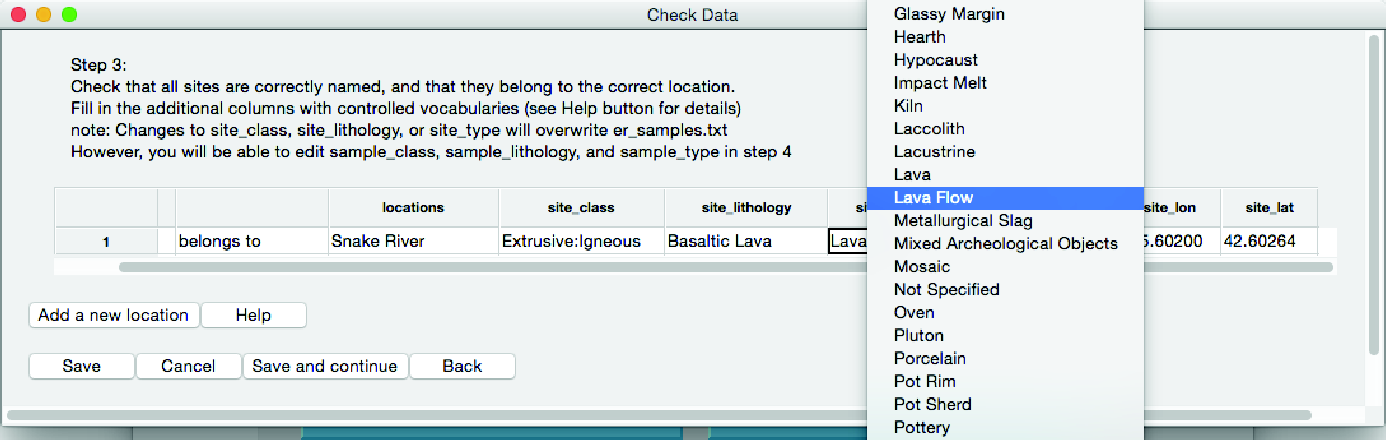 Check Data
Step 3:
Check that all sites are correctly named, and that they belong to the correct location.
Fill in the additional columns with controlled vocabularies (see Help button for details)
note: Changes to site_class, site_lithology, or site_type will overwrite er_samples.txt
However, you will be able to edit sample_class, sample_lithology, and sample_type in step 4
locations site_class site_lithology si site_lon site_lat
1 belongs to Snake River Extrusive:Igneous Basaltic Lava Lava 5.60200 42.60264
Add a new location Help
Save Cancel Save and continue Back
Glassy Margin
Hearth
Hypocaust
Impact Melt
Kiln
Laccolith
Lacustrine
Lava
Lava Flow
Metallurgical Slag
Mixed Archeological Objects
Mosaic
Not Specified
Oven
Pluton
Porcelain
Pot Rim
Pot Sherd
Pottery